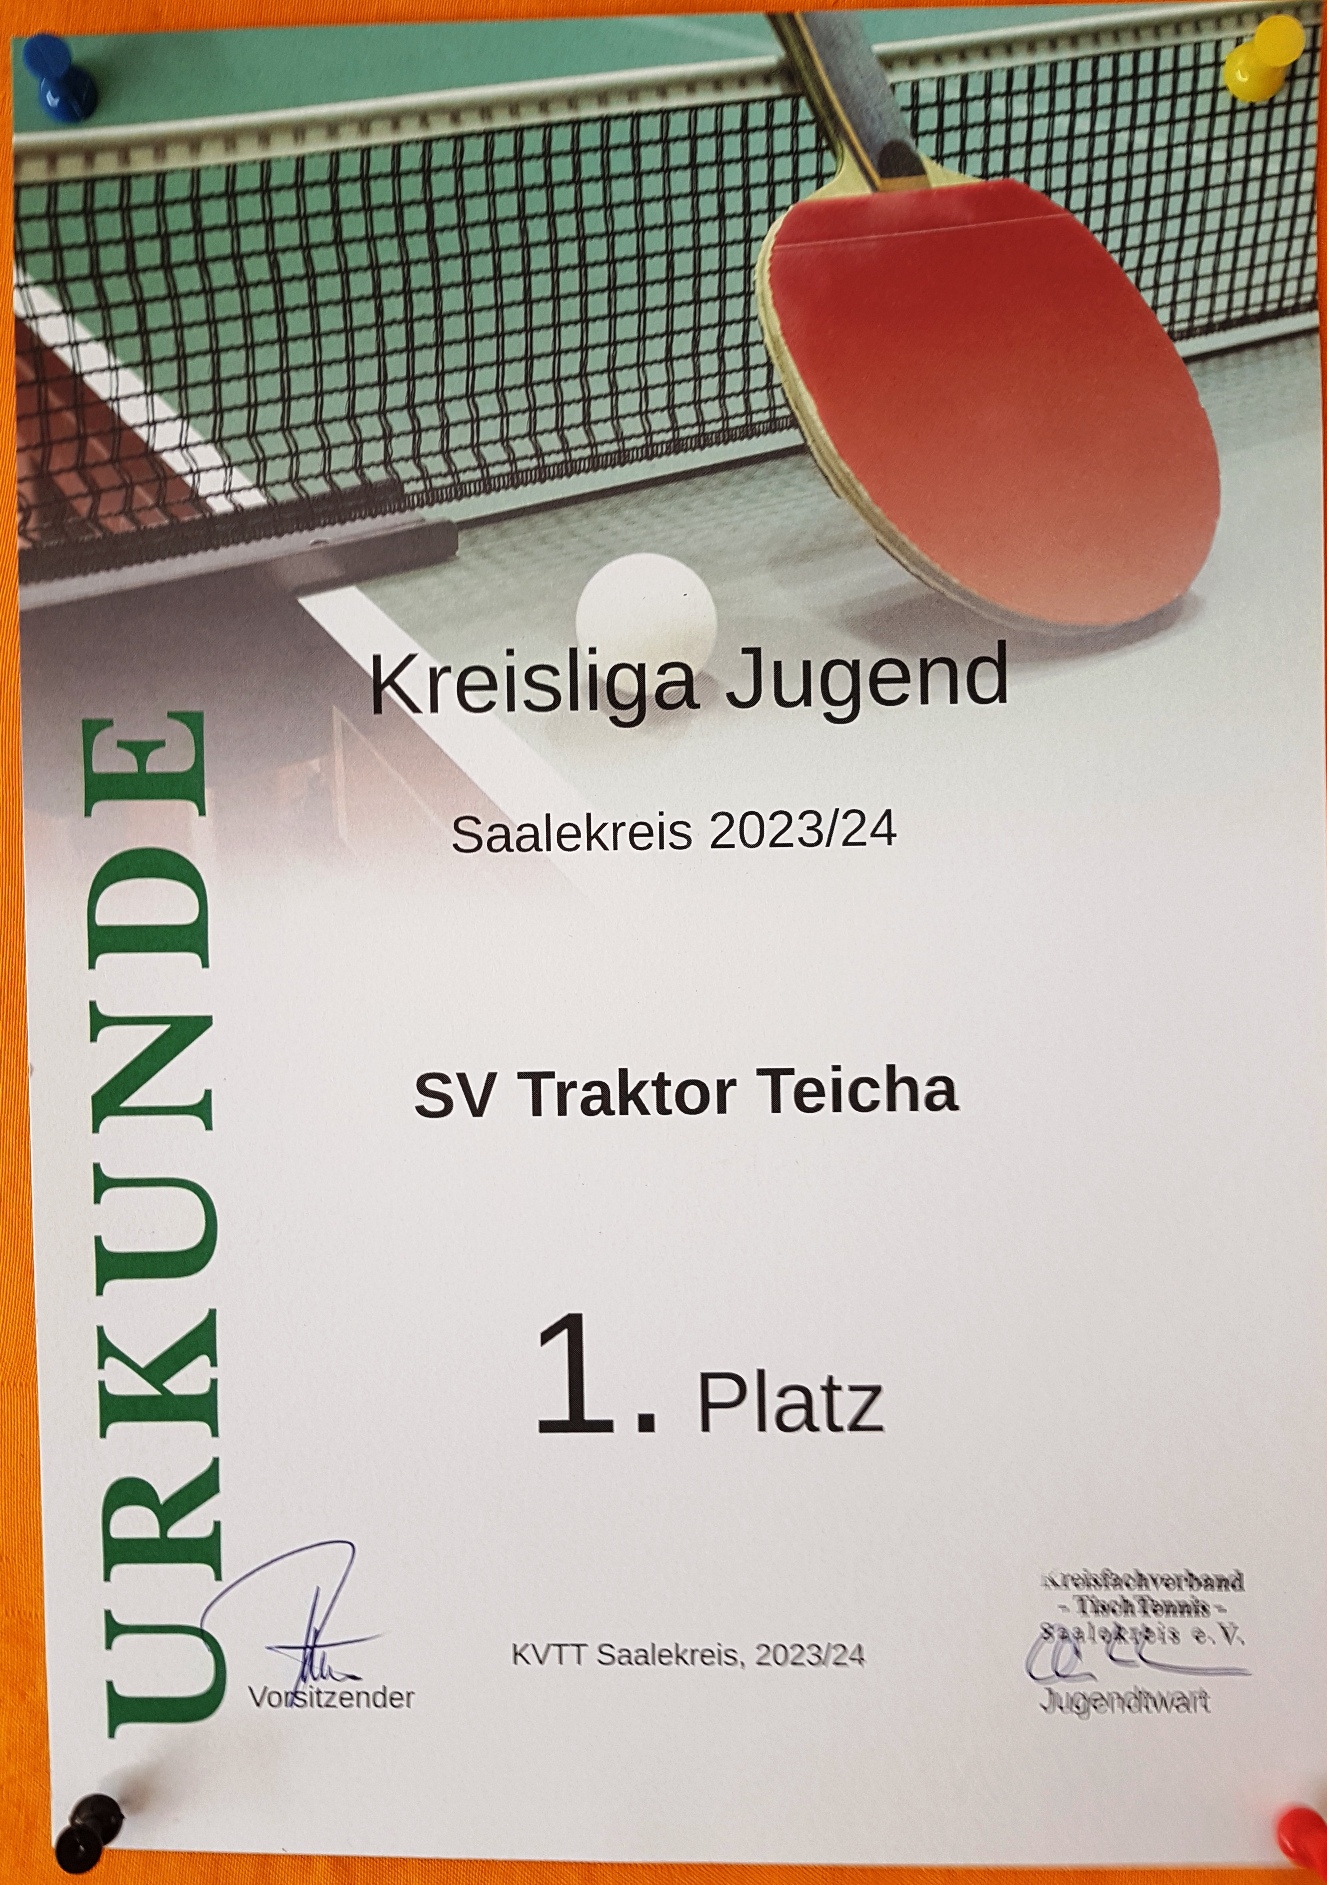 URKUNDE
Kreisliga Jugend
Saalekreis 2023/24
SV Traktor Teicha
1. Platz
Kreisfachverband
- TischTennis -
Saalekreis e.V.
KVTT Saalekreis, 2023/24
Vorsitzender
Jugendwart